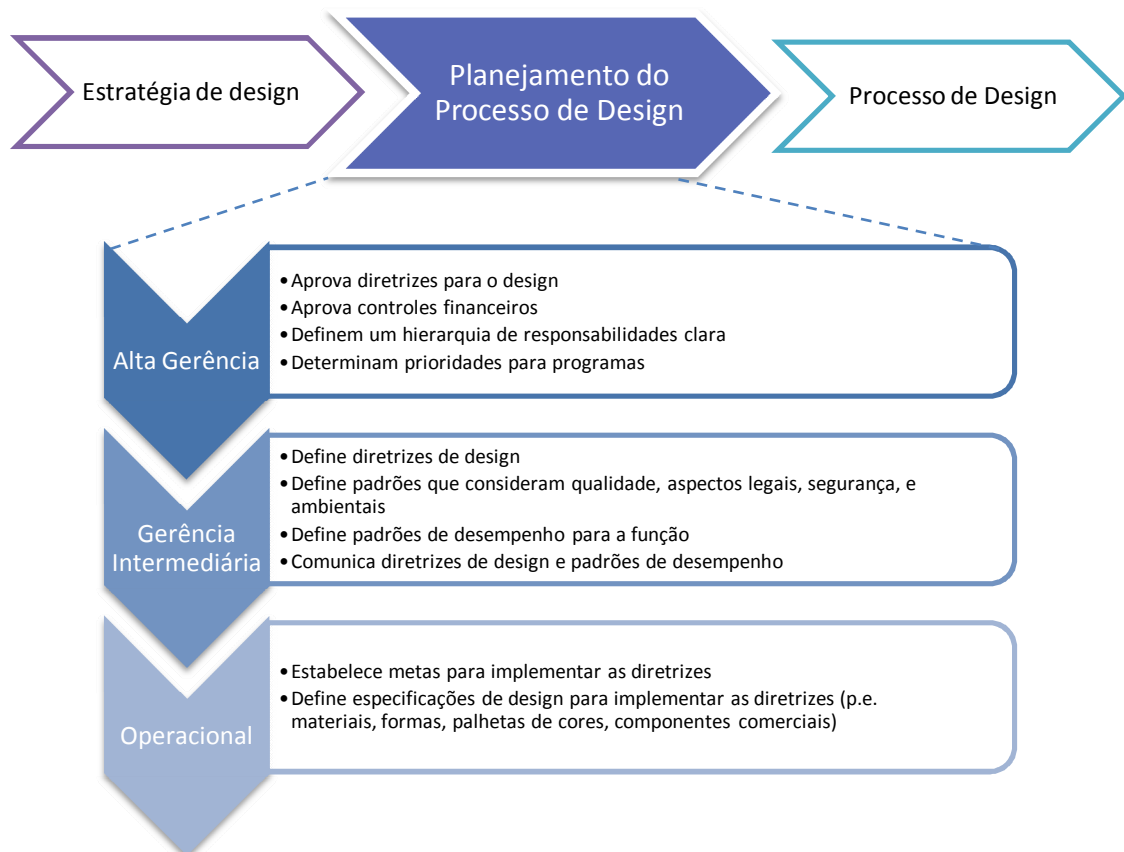 Estratégia de design
Planejamento do
Processo de Design
Processo de Design
Alta Gerência
•Aprova diretrizes para o design
•Aprova controles financeiros
•Definem um hierarquia de responsabilidades clara
•Determinam prioridades para programas
Gerência
Intermediária
•Define diretrizes de design
•Define padrões que consideram qualidade, aspectos legais, segurança, e
ambientais
•Define padrões de desempenho para a função
•Comunica diretrizes de design e padrões de desempenho
Operacional
•Estabelece metas para implementar as diretrizes
•Define especificações de design para implementar as diretrizes (p.e.
materiais, formas, palhetas de cores, componentes comerciais)